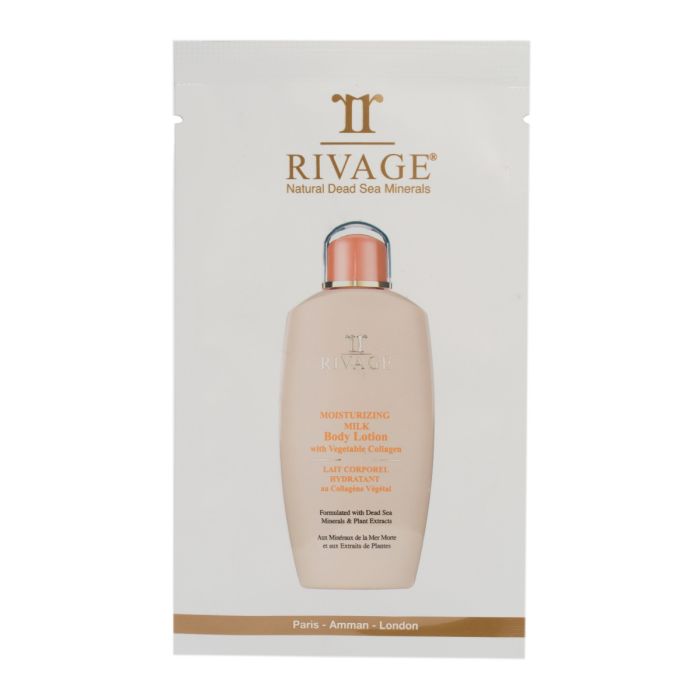 RIVAGE®
Natural Dead Sea Minerals
RIVAGE
MOISTURIZING
MILK
Body Lotion
with Vegetable Collagen
LAIT CORPOREL
HYDRATANT
au Collagène Végétal
Formulated with Dead Sea
Minerals & Plant Extracts
Aux Minéraux de la Mer Morte
et aux Extraits de Plantes
Paris - Amman - London